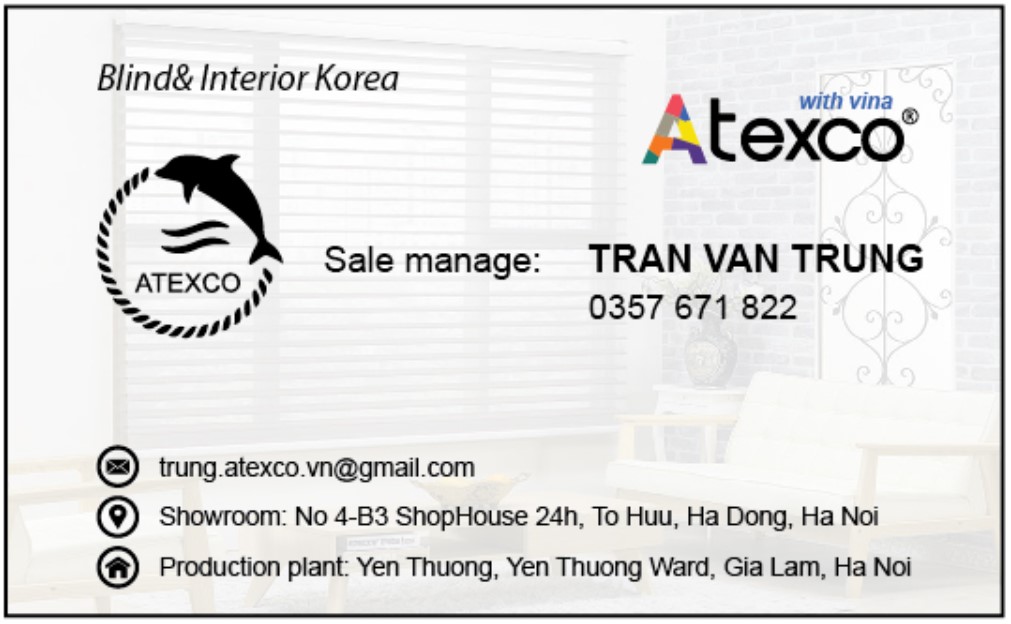 Blind& Interior Korea
with vina
Atexco®
ATEXCO
Sale manage: TRAN VAN TRUNG
0357 671 822
trung.atexco.vn@gmail.com
Showroom: No 4-B3 ShopHouse 24h, To Huu, Ha Dong, Ha Noi
Production plant: Yen Thuong, Yen Thuong Ward, Gia Lam, Ha Noi